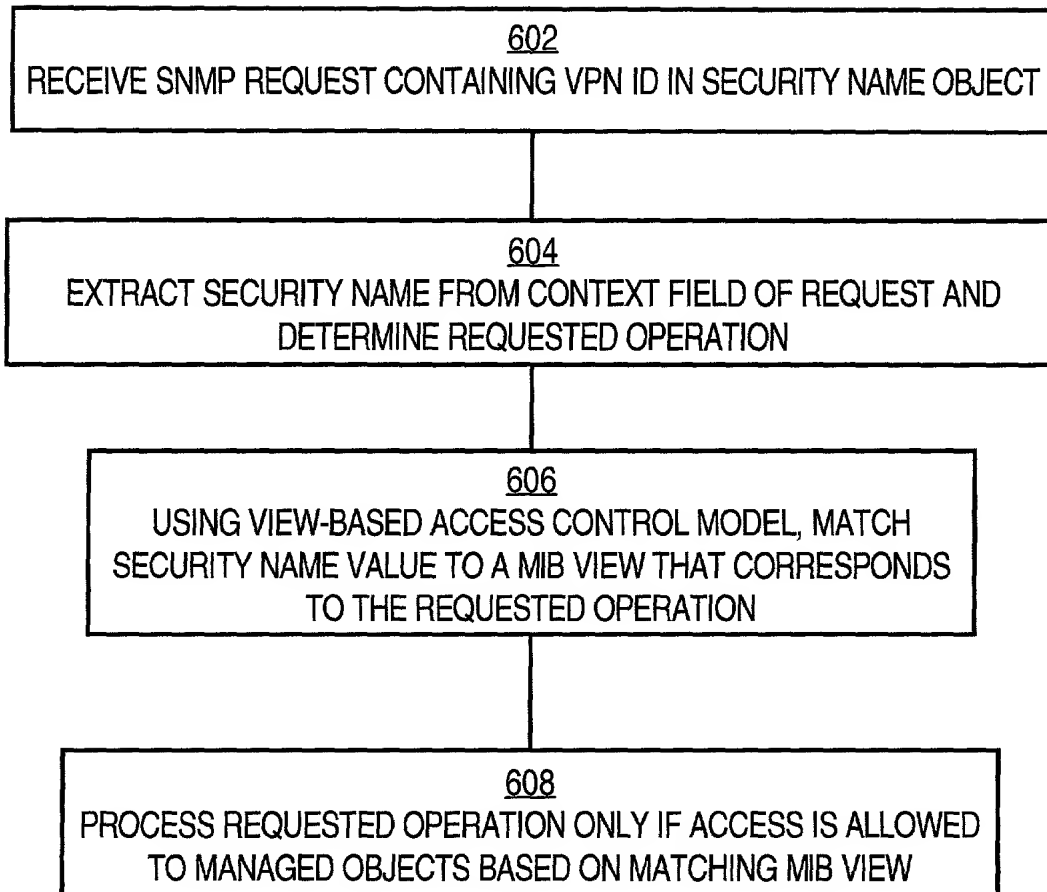 602
RECEIVE SNMP REQUEST CONTAINING VPN ID IN SECURITY NAME OBJECT
604
EXTRACT SECURITY NAME FROM CONTEXT FIELD OF REQUEST AND
DETERMINE REQUESTED OPERATION
606
USING VIEW-BASED ACCESS CONTROL MODEL, MATCH
SECURITY NAME VALUE TO A MIB VIEW THAT CORRESPONDS
TO THE REQUESTED OPERATION
608
PROCESS REQUESTED OPERATION ONLY IF ACCESS IS ALLOWED
TO MANAGED OBJECTS BASED ON MATCHING MIB VIEW